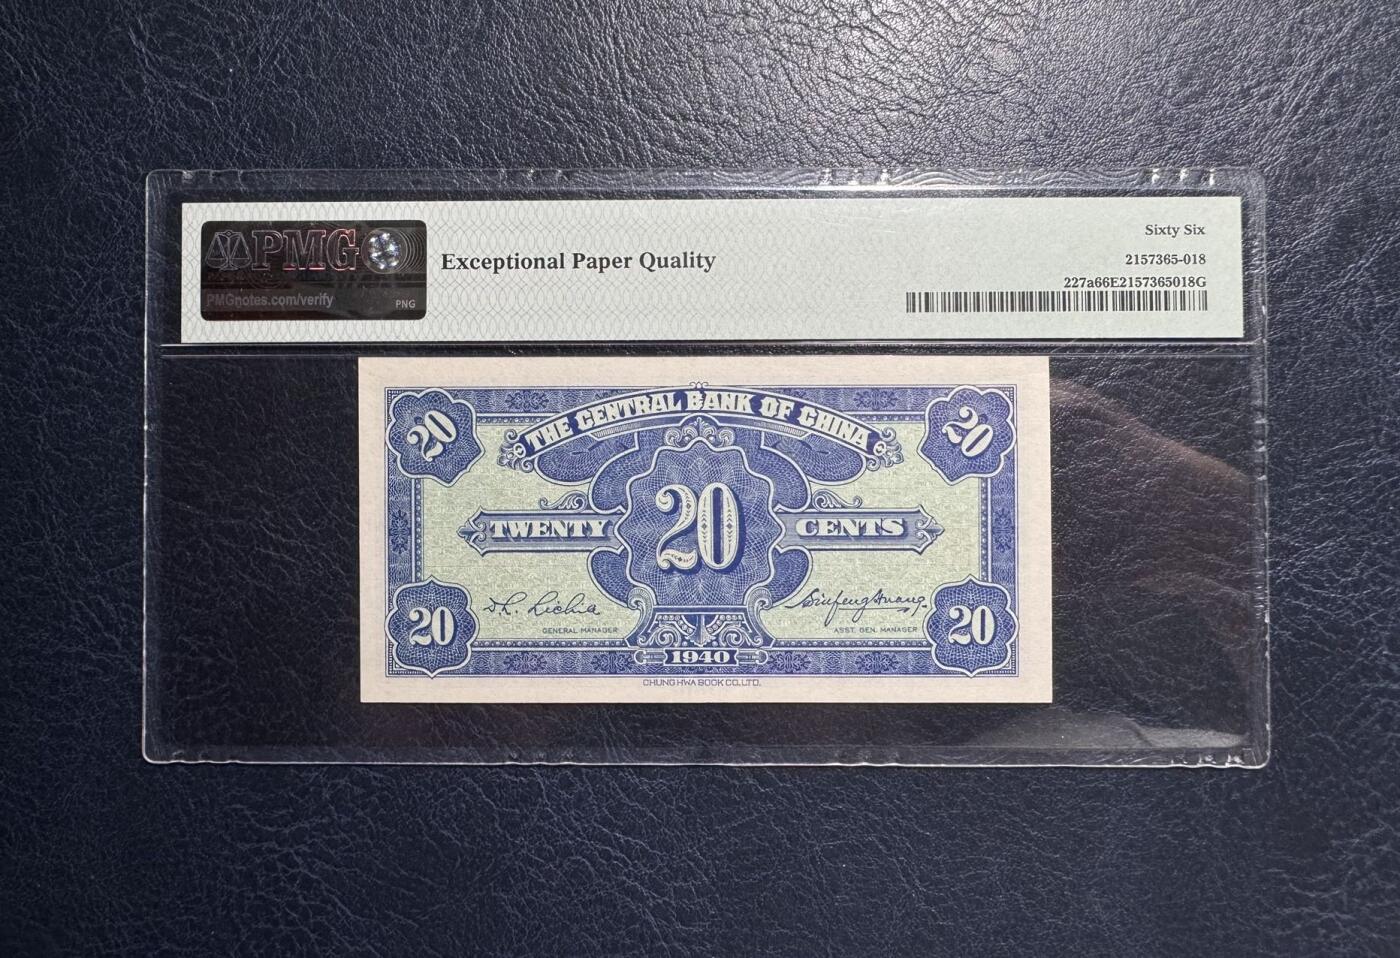 PMG
PMGnotes.com/verify
PNG
Exceptional Paper Quality
Sixty Six
2157365-018
227a66E2157365018G
20
20
THE CENTRAL BANK OF CHINA
TWENTY
20
CENTS
GENERAL MANAGER
ASST. GEN. MANAGER
20
20
1940
CHUNG HWA BOOK CO., LTD.